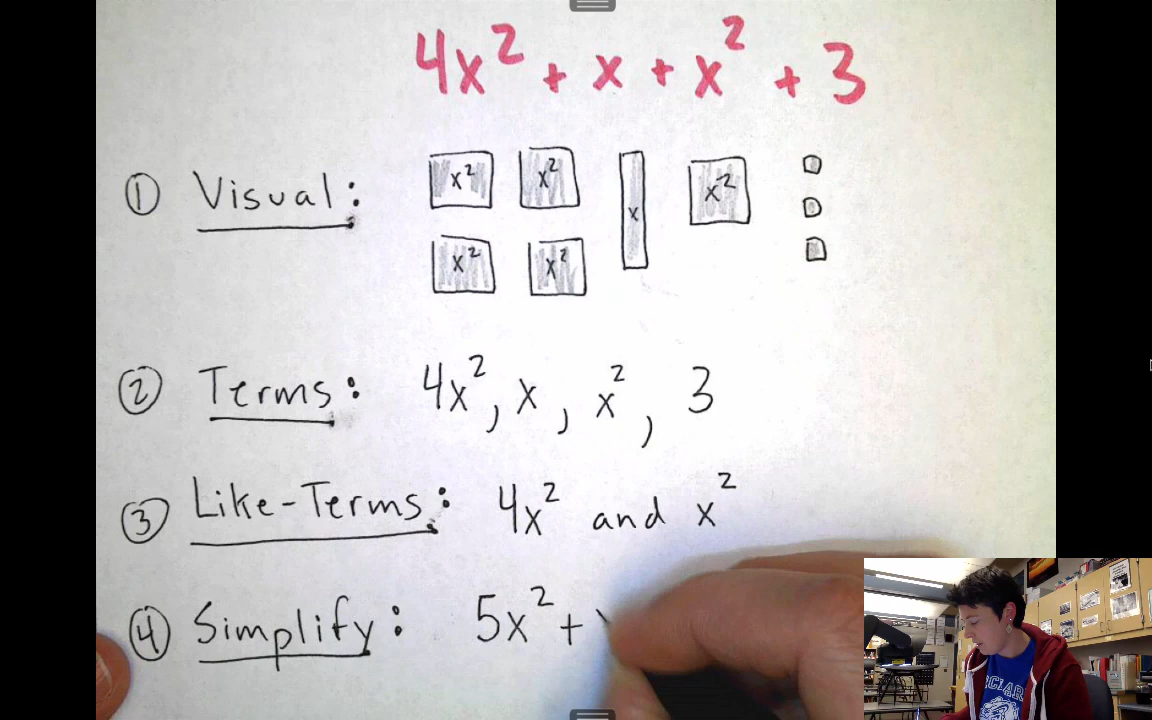 4x² + x + x² + 3
① Visual: x² x² x x²
x² x²
② Terms: 4x², x, x², 3
③ Like-Terms: 4x² and x²
④ Simplify: 5x² +